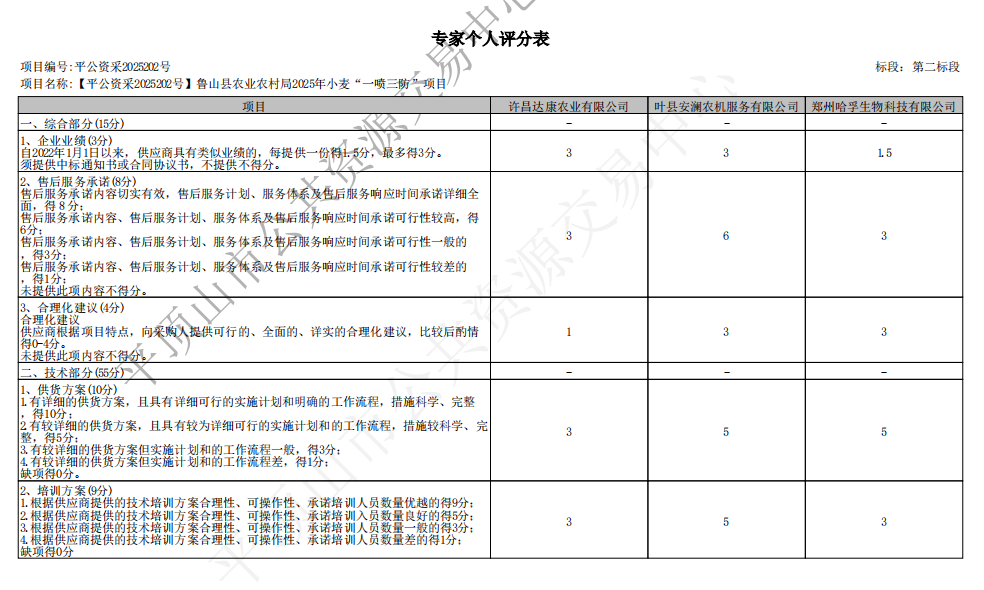 专家个人评分表
项目编号:平公资采2025202号
标段: 第二标段
项目名称:【平公资采2025202号】鲁山县农业农村局2025年小麦“一喷三防”项目
项目 许昌达康农业有限公司 叶县安澜农机服务有限公司 郑州哈孚生物科技有限公司
一、综合部分(15分) - - -
1、企业业绩(3分)
自2022年1月1日以来，供应商具有类似业绩的，每提供一份得1.5分，最多得3分。
须提供中标通知书或合同协议书，不提供不得分。
3 3 1.5
2、售后服务承诺(8分)
售后服务承诺内容切实有效，售后服务计划、服务体系及售后服务响应时间承诺详细全
面，得 8 分；
售后服务承诺内容、售后服务计划、服务体系及售后服务响应时间承诺可行性较高，得
6分；
售后服务承诺内容、售后服务计划、服务体系及售后服务响应时间承诺可行性一般的
，得3分；
售后服务承诺内容、售后服务计划、服务体系及售后服务响应时间承诺可行性较差的
，得1分；
未提供此项内容不得分。
3 6 3
3、合理化建议(4分)
合理化建议
供应商根据项目特点，向采购人提供可行的、全面的、详实的合理化建议，比较后酌情
得0-4分。
未提供此项内容不得分。
1 3 3
二、技术部分(55分) - - -
1、供货方案(10分)
1.有详细的供货方案，且具有详细可行的实施计划和明确的工作流程，措施科学、完整
，得10分；
2.有较详细的供货方案，且具有较为详细可行的实施计划和的工作流程，措施较科学、完
整，得5分；
3.有较详细的供货方案但实施计划和的工作流程一般，得3分；
4.有较详细的供货方案但实施计划和的工作流程差，得1分；
缺项得0分。
3 5 5
2、培训方案(9分)
1.根据供应商提供的技术培训方案合理性、可操作性、承诺培训人员数量优越的得9分；
2.根据供应商提供的技术培训方案合理性、可操作性、承诺培训人员数量良好的得5分；
3.根据供应商提供的技术培训方案合理性、可操作性、承诺培训人员数量一般的得3分；
4.根据供应商提供的技术培训方案合理性、可操作性、承诺培训人员数量差的得1分；
缺项得0分
3 5 3
平顶山市公共资源交易中心
平顶山市公共资源交易中心